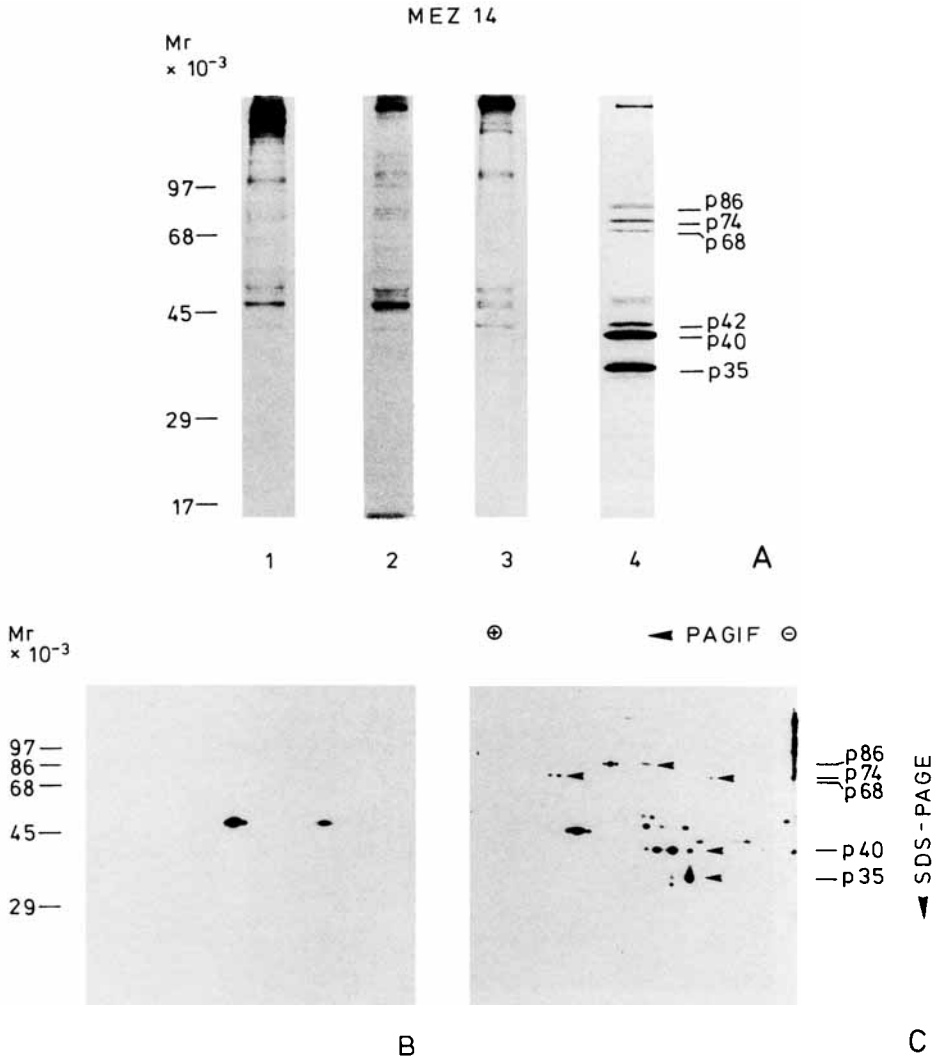 MEZ 14
Mr
× 10⁻³
97
68
45
29
17
p86
p74
p68
p42
p40
p35
1 2 3 4 A
Mr
× 10⁻³
⊕ PAGIF ⊖
97
86
68
45
29
p86
p74
p68
p40
p35
SDS-PAGE
B C